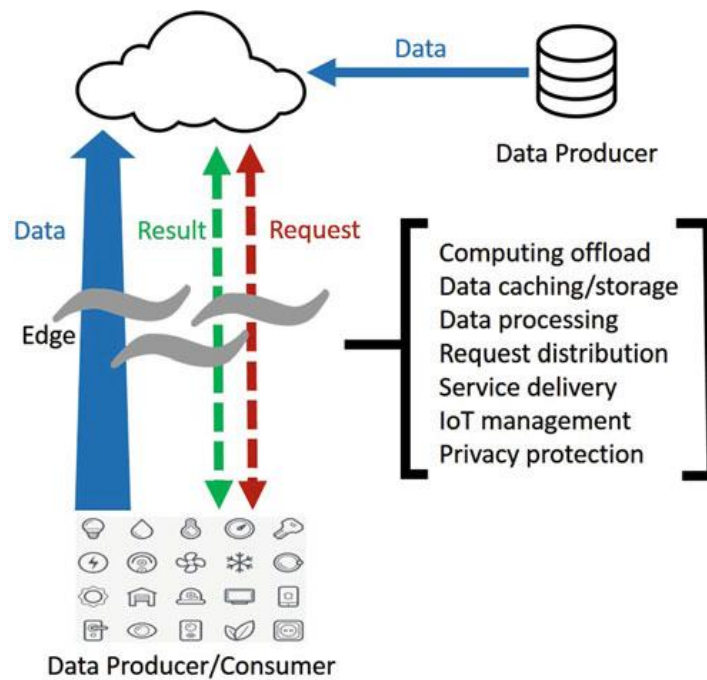 Data
Data Producer
Data
Result
Request
Edge
Computing offload
Data caching/storage
Data processing
Request distribution
Service delivery
IoT management
Privacy protection
Data Producer/Consumer